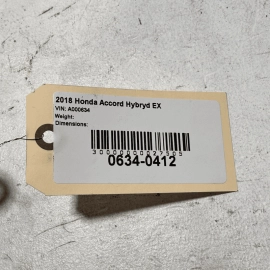 2018 Honda Accord Hybryd EX
VIN: A000634
Weight:
Dimensions:
0634-0412